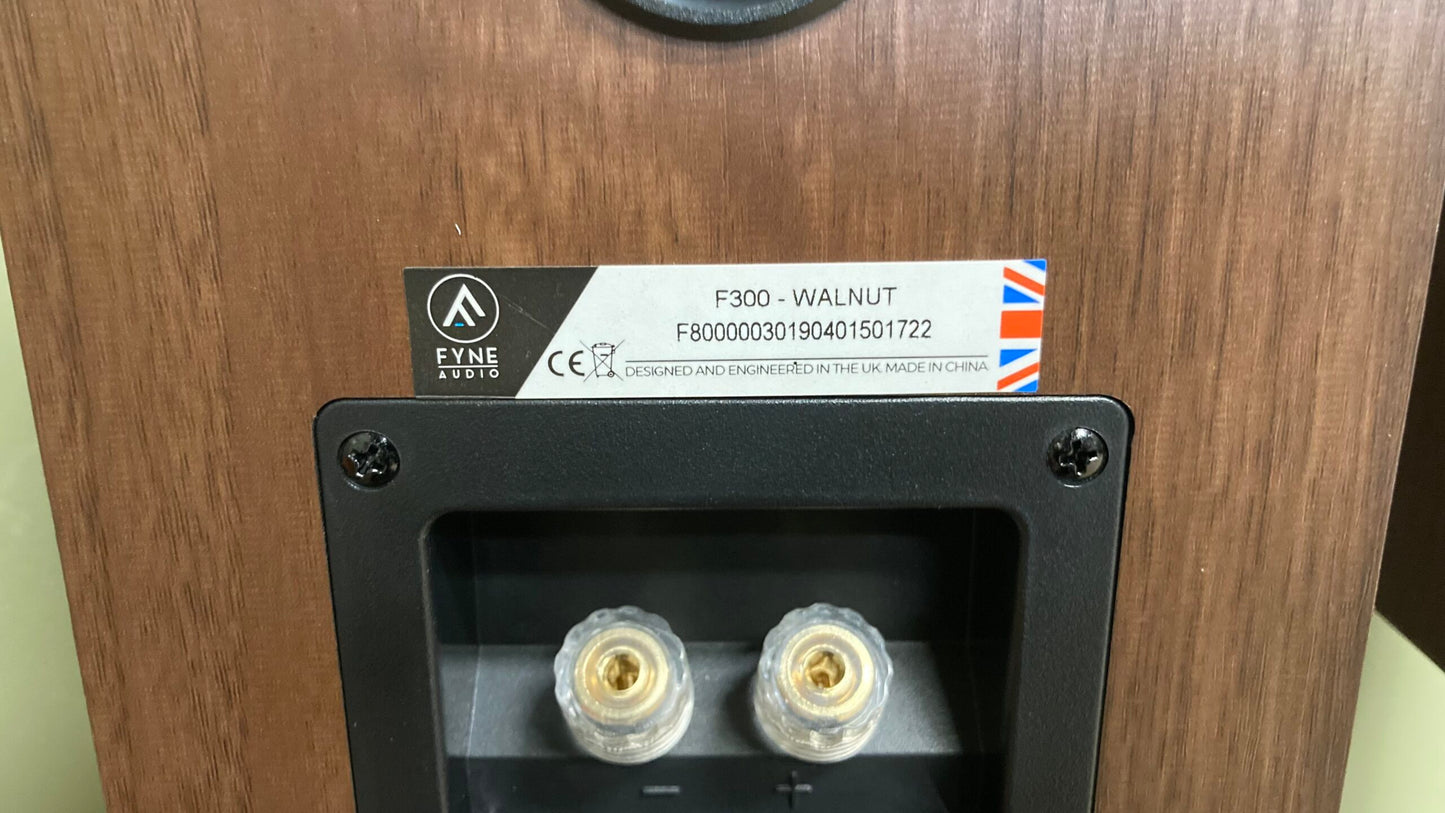 F300 - WALNUT
F80000030190401501722
FYNE
AUDIO
CE
DESIGNED AND ENGINEERED IN THE UK. MADE IN CHINA
- +